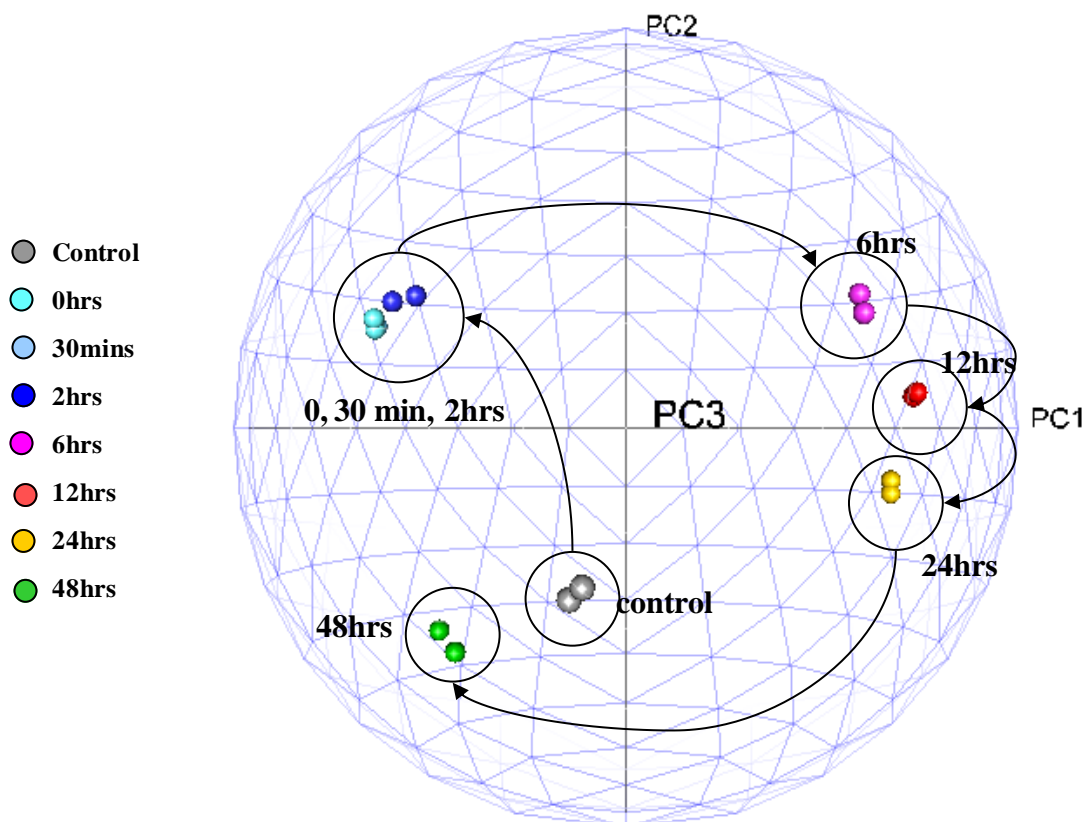 PC2
Control
0hrs
30mins
2hrs
6hrs
12hrs
24hrs
48hrs
6hrs
12hrs
0, 30 min, 2hrs
PC3
PC1
24hrs
control
48hrs